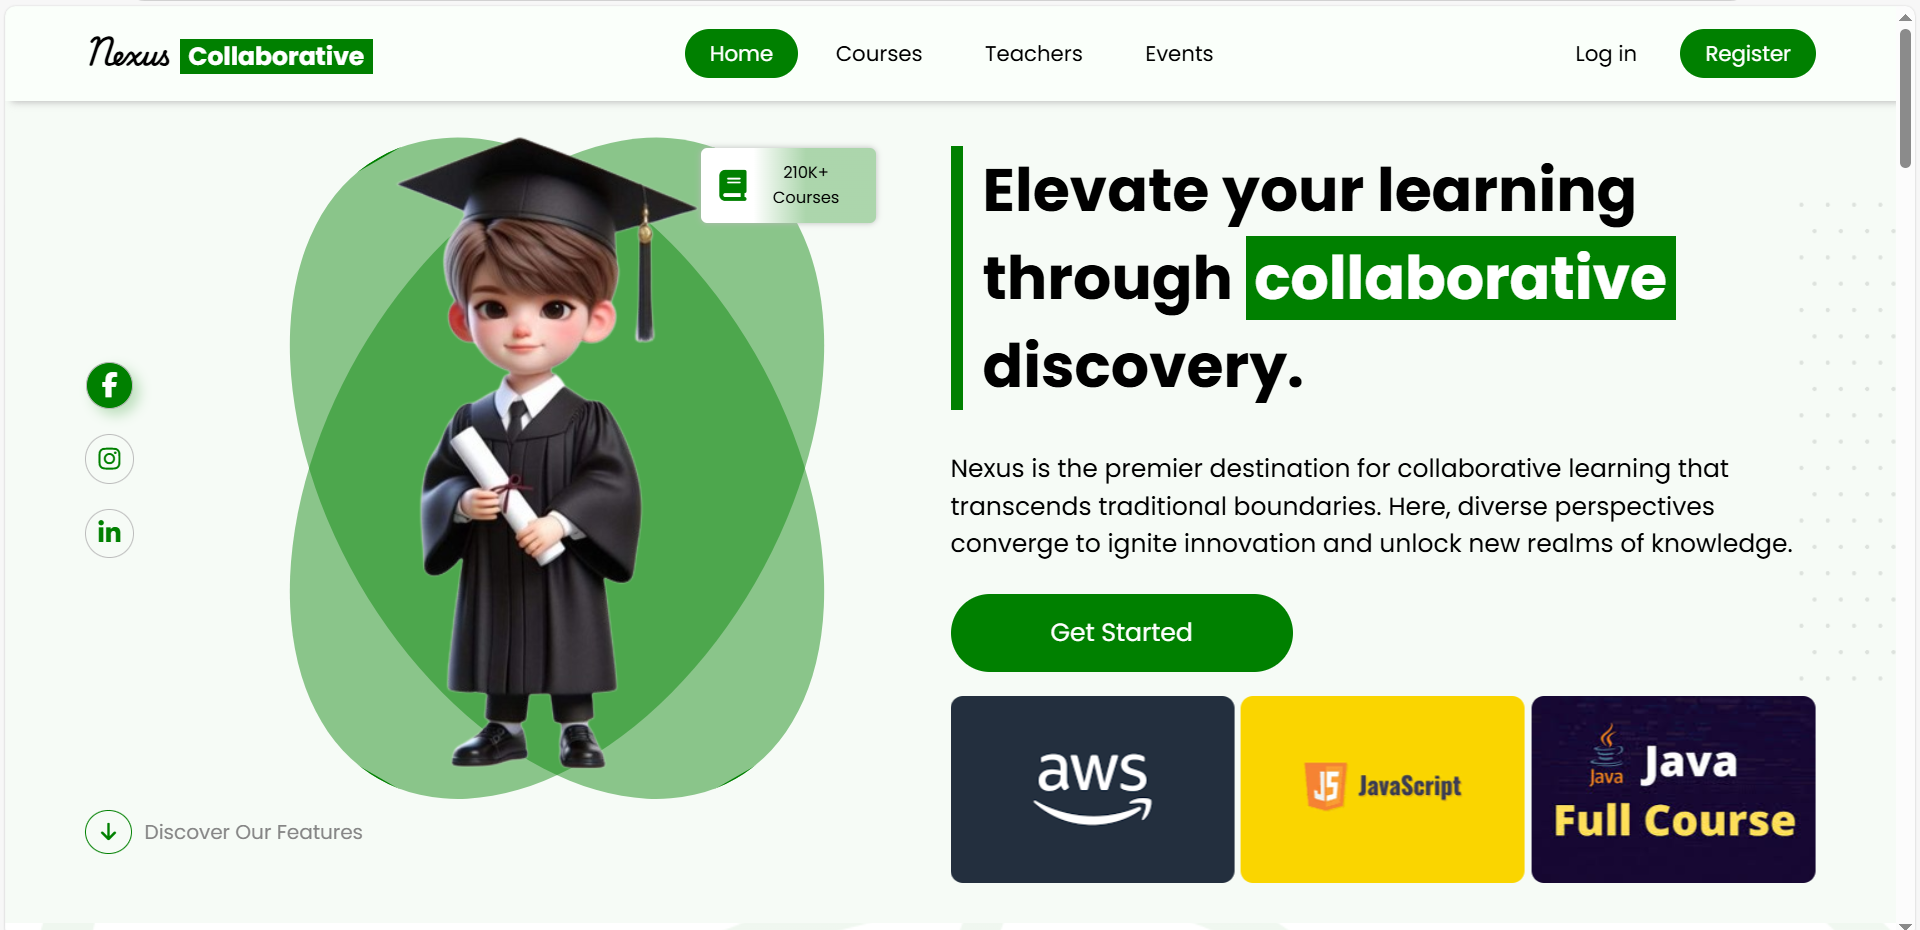 Nexus Collaborative
Home
Courses
Teachers
Events
Log in
Register
210K+
Courses
Elevate your learning
through collaborative
discovery.
Nexus is the premier destination for collaborative learning that
transcends traditional boundaries. Here, diverse perspectives
converge to ignite innovation and unlock new realms of knowledge.
Get Started
aws
JS JavaScript
Java Java
Full Course
Discover Our Features